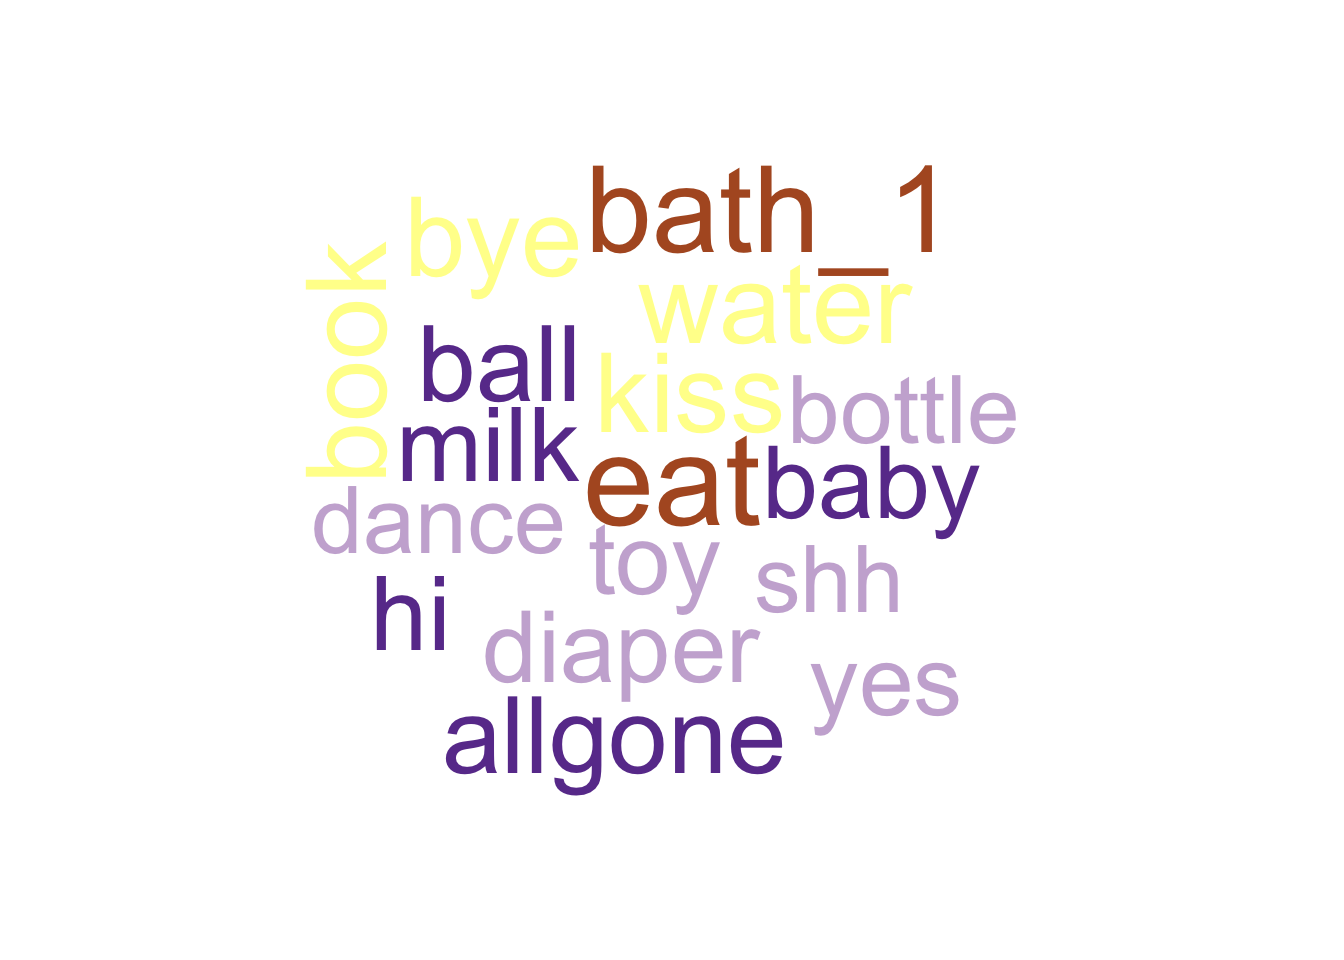 bath_1
bye
book
water
ball
kiss
bottle
milk
eat
baby
dance
toy
shh
hi
diaper
yes
allgone